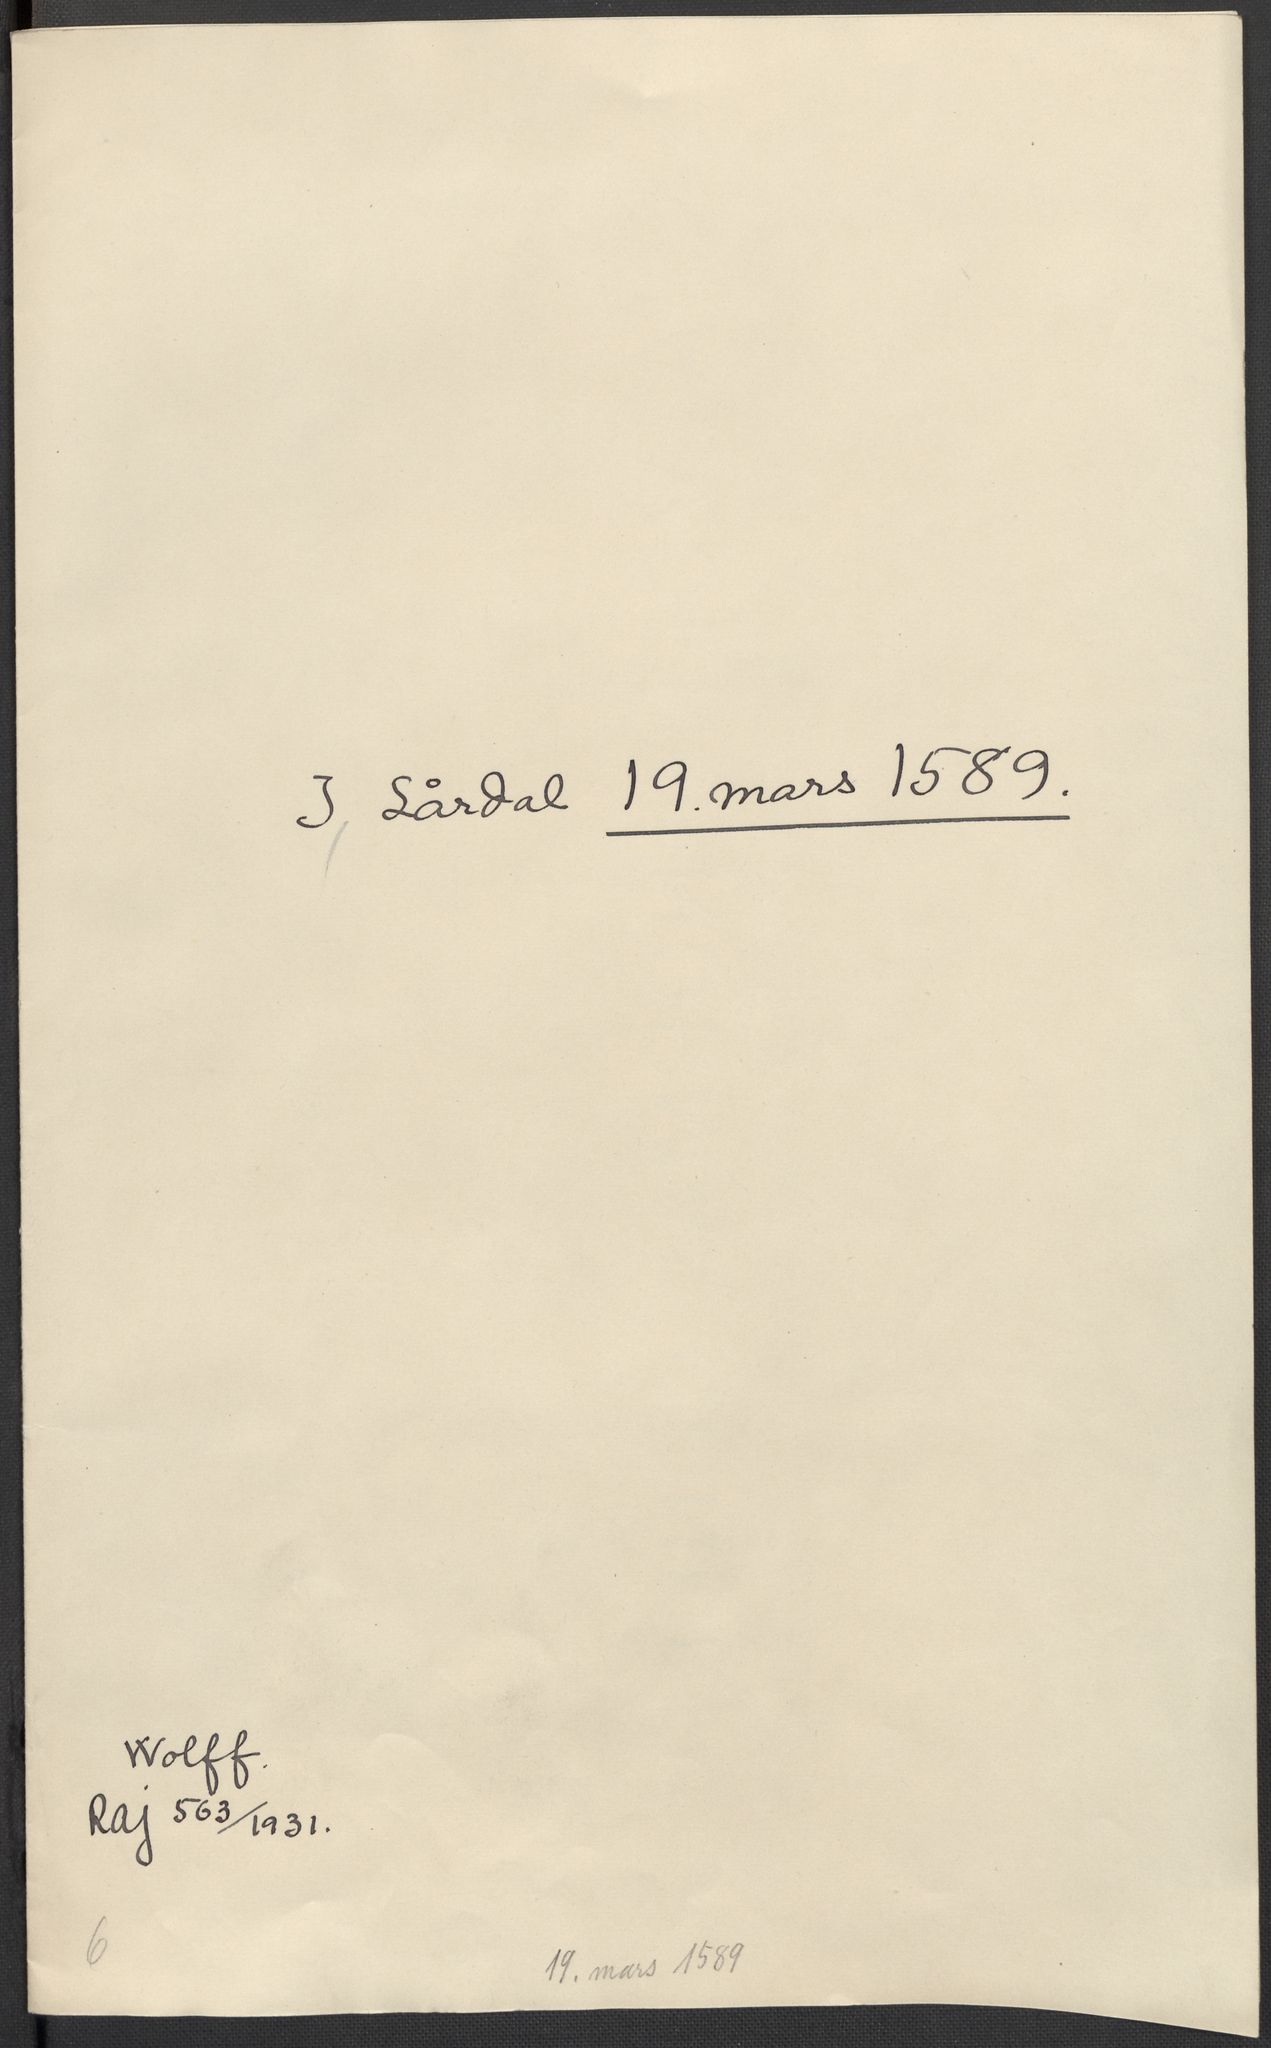 I Lårdal 19. mars 1589.
Wolff.
Raj 563/1931.
6
19. mars 1589